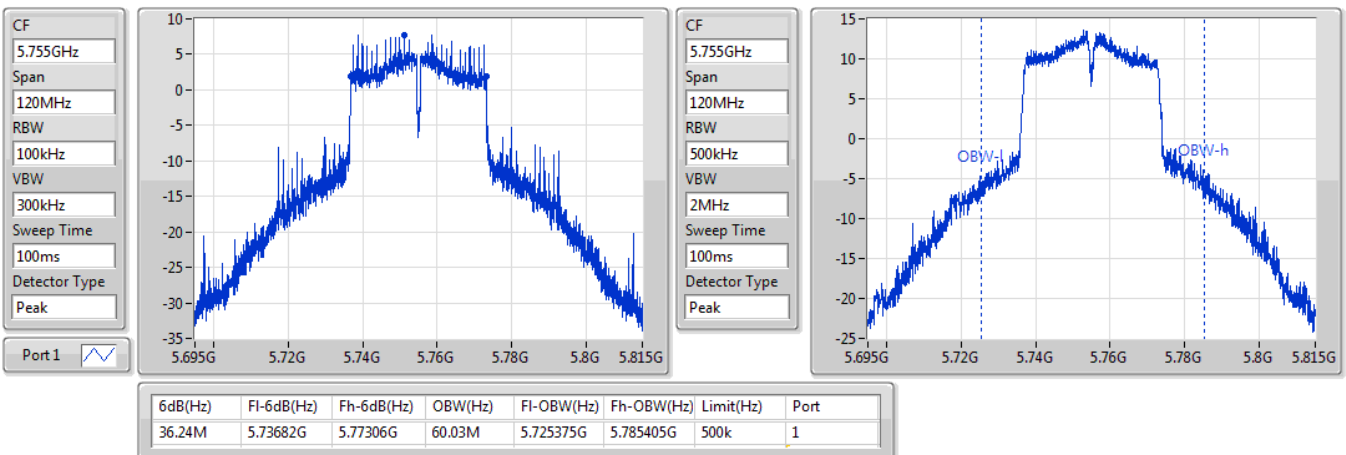 CF
5.755GHz
Span
120MHz
RBW
100kHz
VBW
300kHz
Sweep Time
100ms
Detector Type
Peak
Port 1
10
5
0
-5
-10
-15
-20
-25
-30
-35
5.695G 5.72G 5.74G 5.76G 5.78G 5.8G 5.815G
CF
5.755GHz
Span
120MHz
RBW
500kHz
VBW
2MHz
Sweep Time
100ms
Detector Type
Peak
15
10
5
0
-5
-10
-15
-20
-25
OBW-l
OBW-h
5.695G 5.72G 5.74G 5.76G 5.78G 5.8G 5.815G
6dB(Hz) Fl-6dB(Hz) Fh-6dB(Hz) OBW(Hz) Fl-OBW(Hz) Fh-OBW(Hz) Limit(Hz) Port
36.24M 5.73682G 5.77306G 60.03M 5.725375G 5.785405G 500k 1